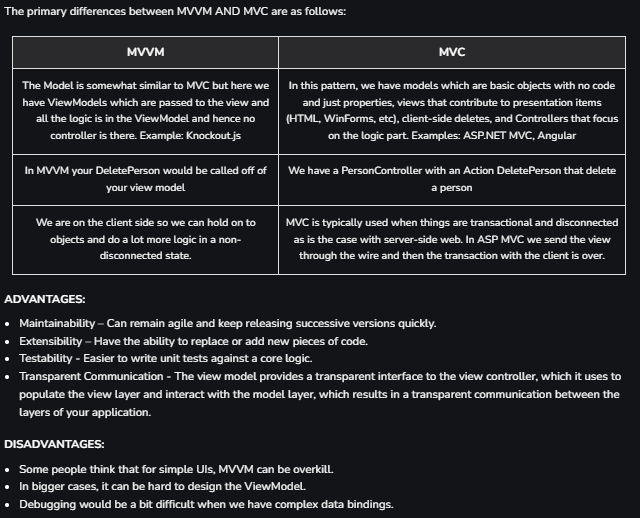 The primary differences between MVVM AND MVC are as follows:
MVVM
MVC
The Model is somewhat similar to MVC but here we
have ViewModels which are passed to the view and
all the logic is in the ViewModel and hence no
controller is there. Example: Knockout.js
In this pattern, we have models which are basic objects with no code
and just properties, views that contribute to presentation items
(HTML, WinForms, etc), client-side deletes, and Controllers that focus
on the logic part. Examples: ASP.NET MVC, Angular
In MVVM your DeletePerson would be called off of
your view model
We have a PersonController with an Action DeletePerson that delete
a person
We are on the client side so we can hold on to
objects and do a lot more logic in a non-
disconnected state.
MVC is typically used when things are transactional and disconnected
as is the case with server-side web. In ASP MVC we send the view
through the wire and then the transaction with the client is over.
ADVANTAGES:
• Maintainability – Can remain agile and keep releasing successive versions quickly.
• Extensibility – Have the ability to replace or add new pieces of code.
• Testability - Easier to write unit tests against a core logic.
• Transparent Communication - The view model provides a transparent interface to the view controller, which it uses to
populate the view layer and interact with the model layer, which results in a transparent communication between the
layers of your application.
DISADVANTAGES:
• Some people think that for simple UIs, MVVM can be overkill.
• In bigger cases, it can be hard to design the ViewModel.
• Debugging would be a bit difficult when we have complex data bindings.